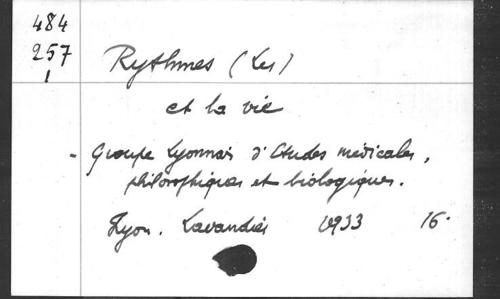 484
257
1
Rythmes (Les)
et la vie
- Groupe Lyonnais d'Etudes médicales,
philosophiques et biologiques.
Lyon. Lavandier 1933 16.